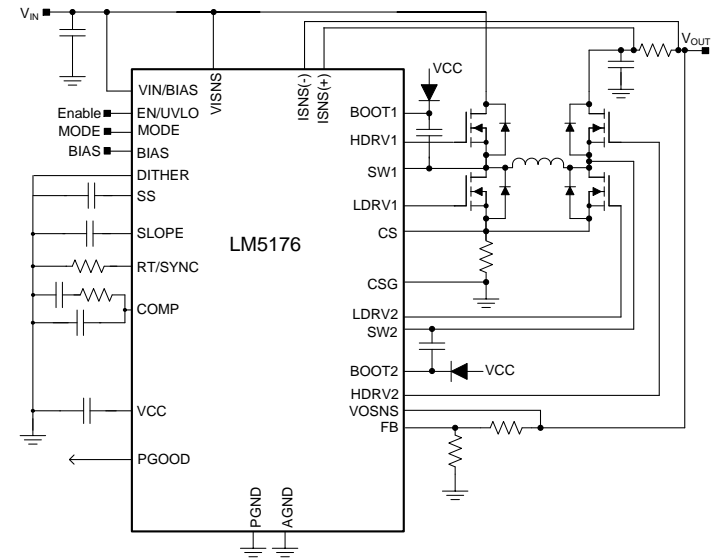 VIN
VOUT
VCC
VIN/BIAS
VISNS
ISNS(-)
ISNS(+)
Enable
EN/UVLO
BOOT1
MODE
MODE
HDRV1
BIAS
BIAS
DITHER
SW1
SS
LDRV1
SLOPE
CS
LM5176
RT/SYNC
CSG
COMP
LDRV2
SW2
BOOT2
VCC
HDRV2
VCC
VOSNS
FB
PGOOD
PGND
AGND